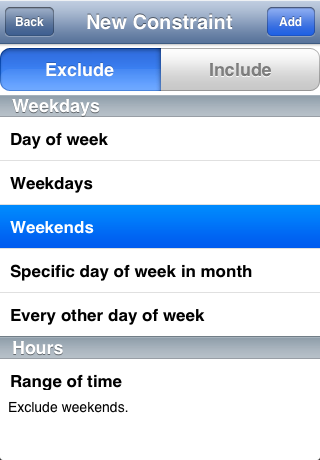 Back New Constraint Add
Exclude Include
Weekdays
Day of week
Weekdays
Weekends
Specific day of week in month
Every other day of week
Hours
Range of time
Exclude weekends.